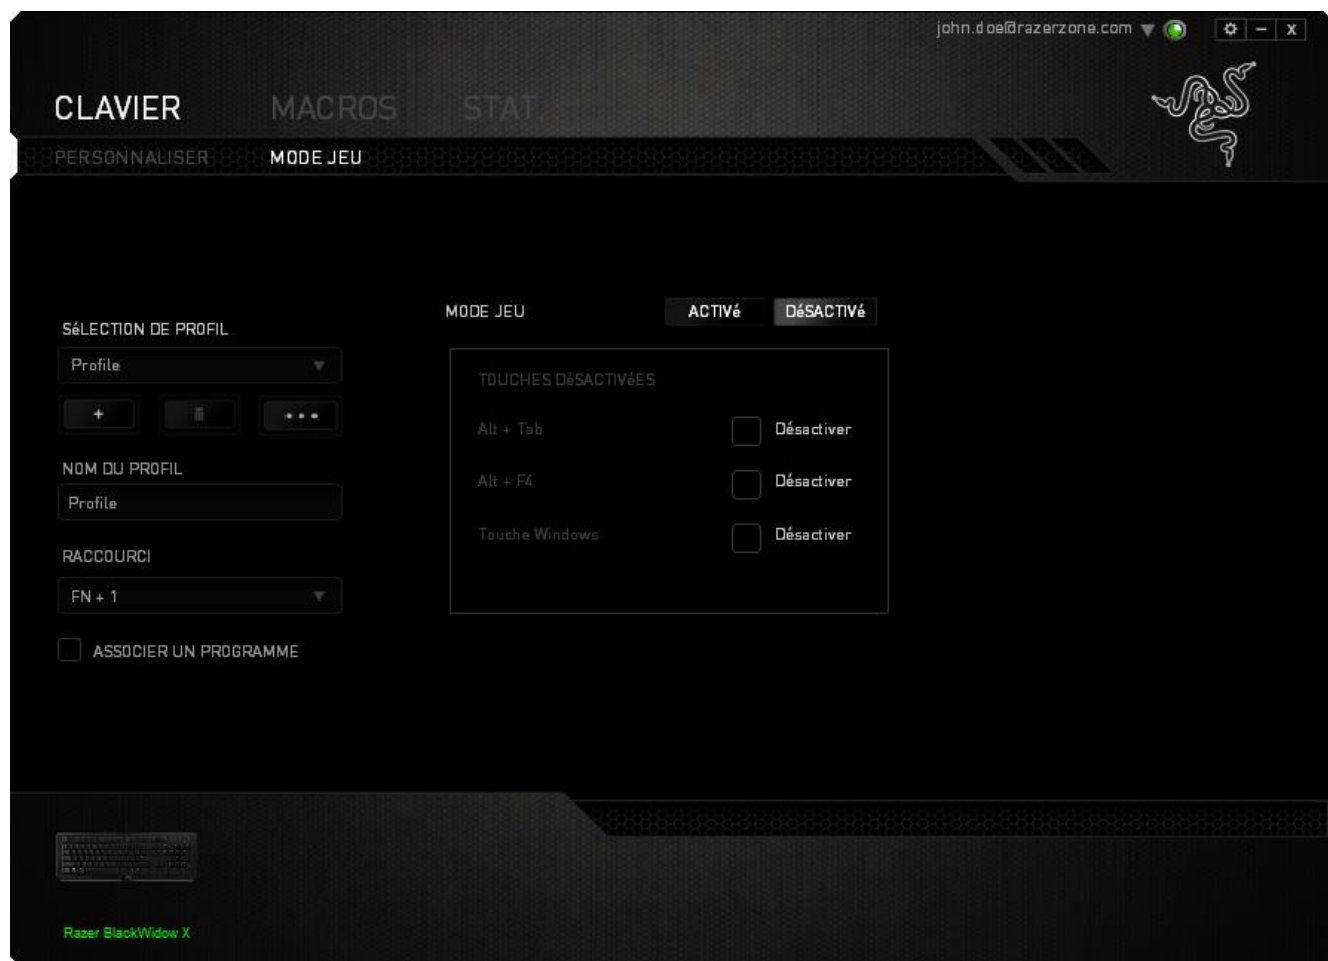 john.doe@razerzone.com
CLAVIER MACROS STAT
PERSONNALISER MODE JEU
SéLECTION DE PROFIL
Profile
NOM DU PROFIL
Profile
RACCOURCI
FN + 1
ASSOCIER UN PROGRAMME
MODE JEU ACTIVé DéSACTIVé
TOUCHES DéSACTIVéES
Alt + Tab Désactiver
Alt + F4 Désactiver
Touche Windows Désactiver
Razer BlackWidow X